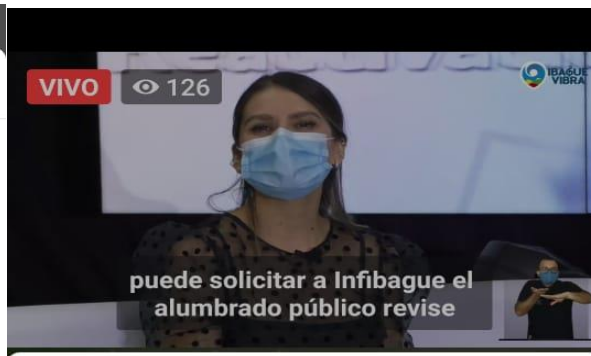 VIVO 126
IBAGUÉ
VIBRA
puede solicitar a Infibague el
alumbrado público revise